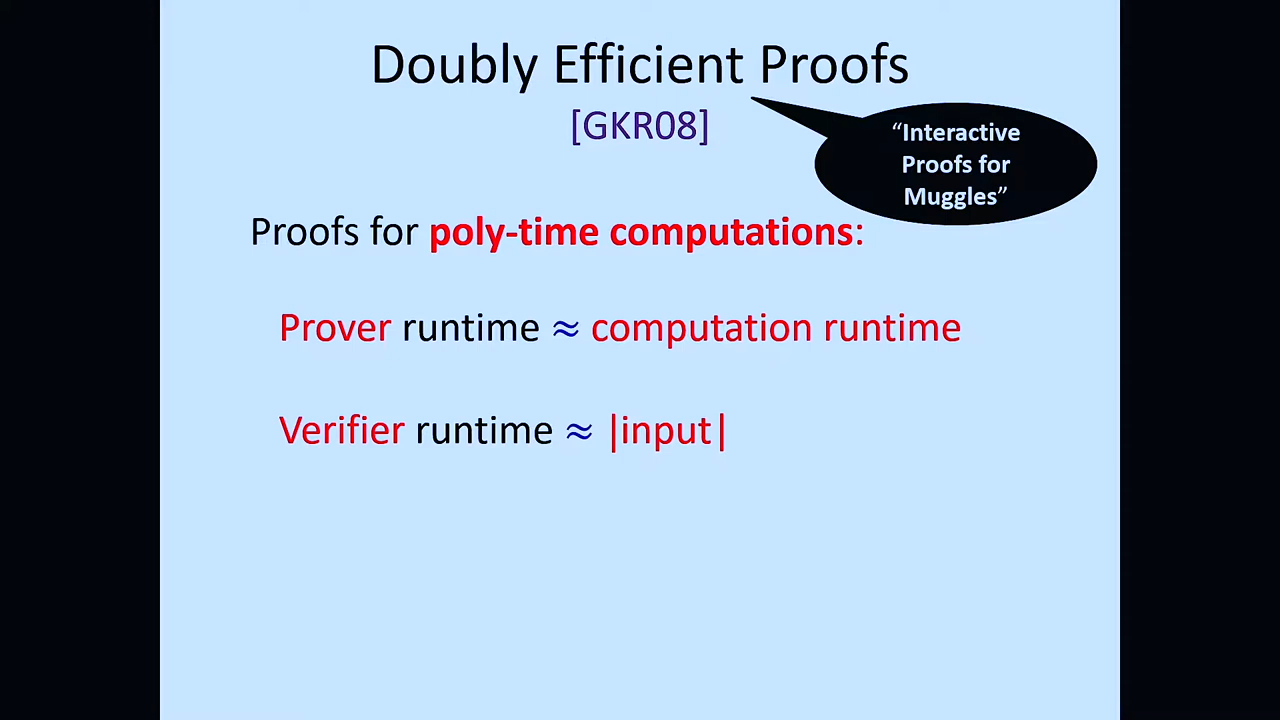 Doubly Efficient Proofs
[GKR08]
“Interactive
Proofs for
Muggles”
Proofs for poly-time computations:
Prover runtime ≈ computation runtime
Verifier runtime ≈ |input|